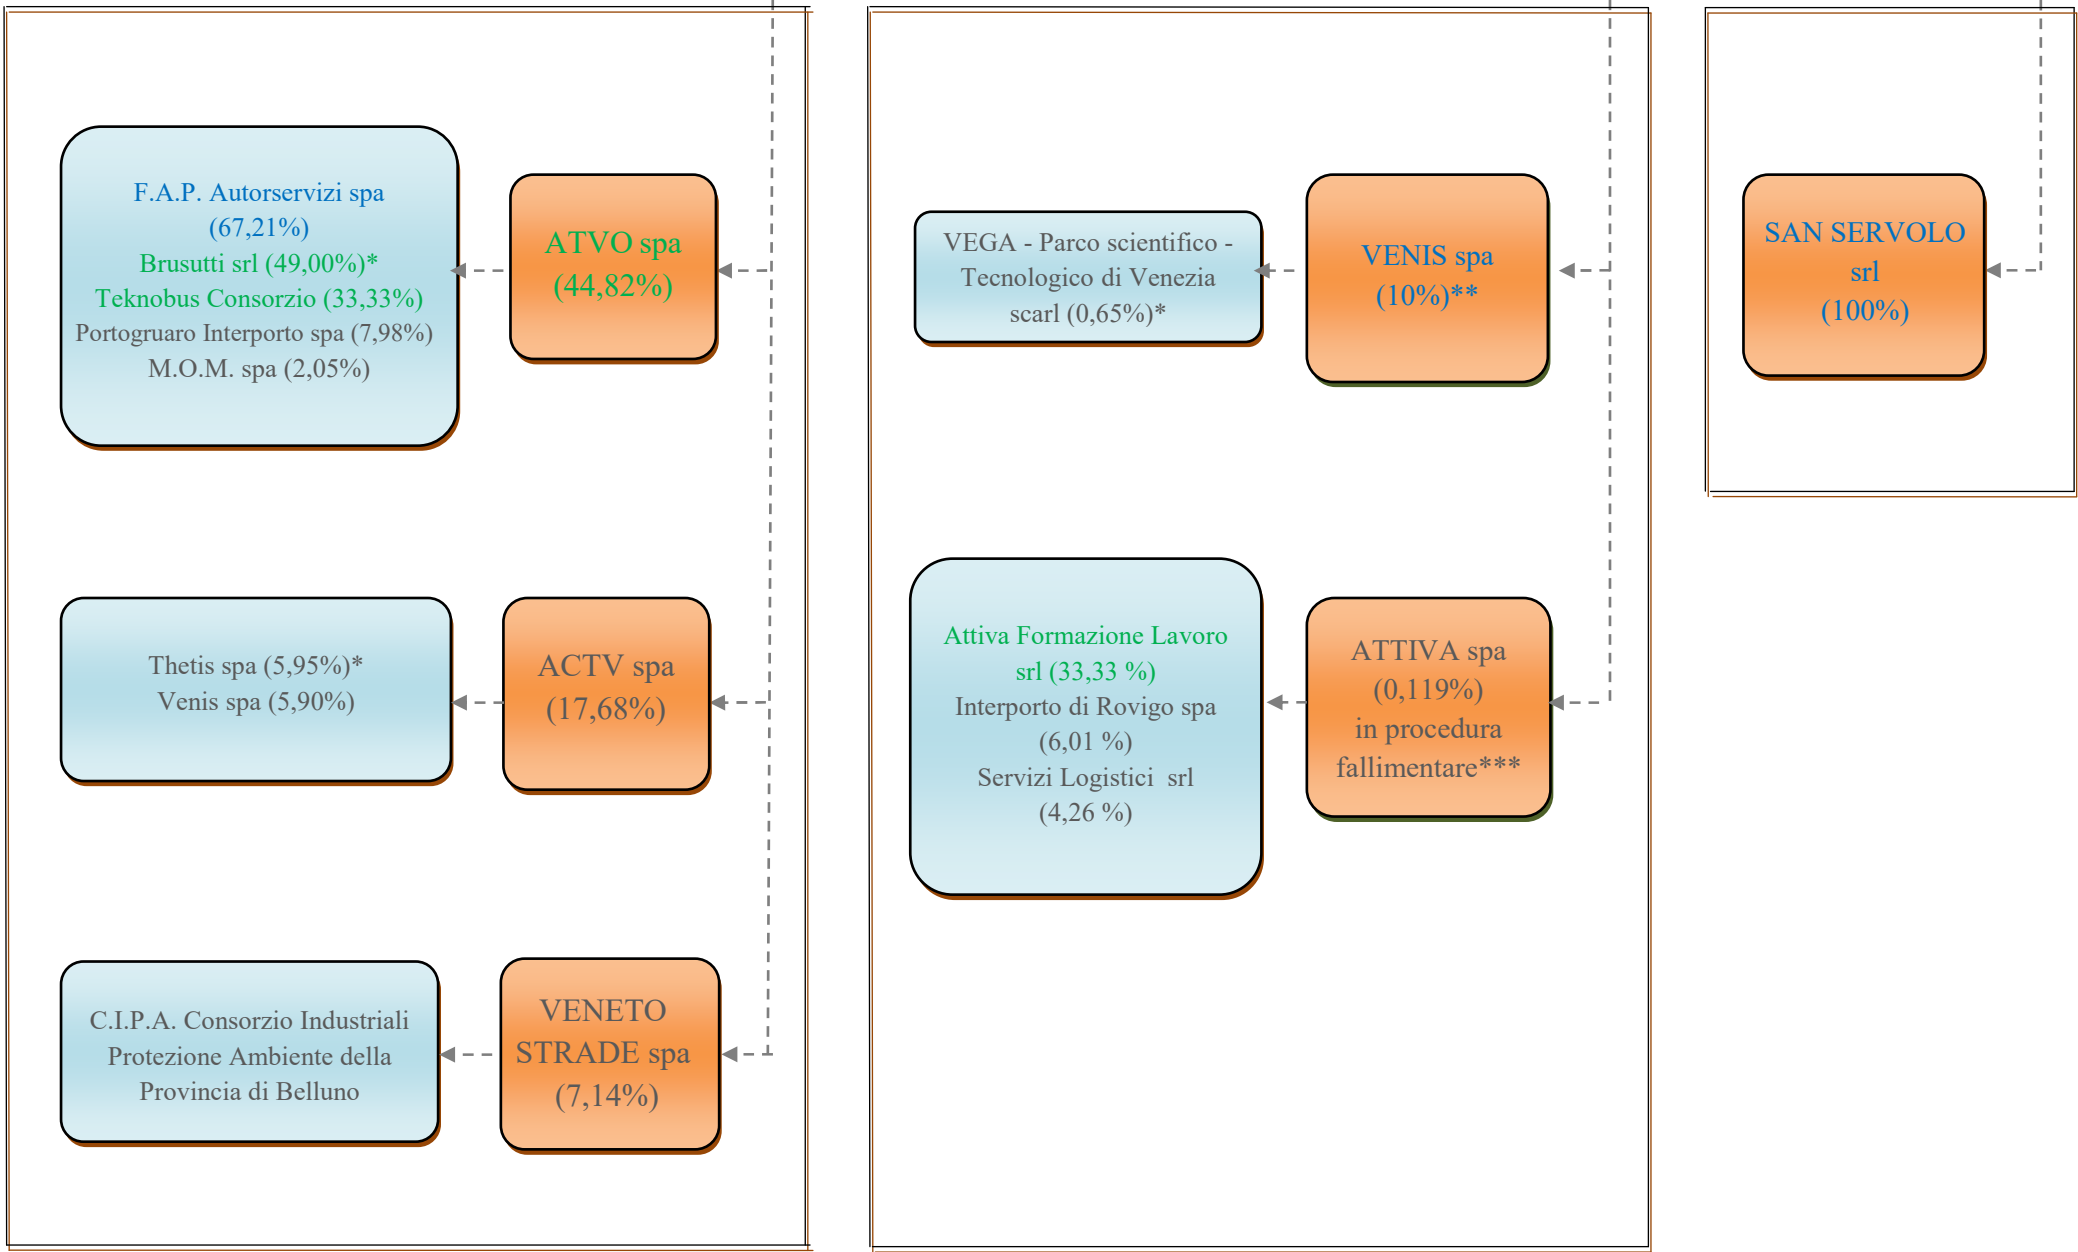 F.A.P. Autorservizi spa
(67,21%)
Brusutti srl (49,00%)*
Teknobus Consorzio (33,33%)
Portogruaro Interporto spa (7,98%)
M.O.M. spa (2,05%)
ATVO spa
(44,82%)
Thetis spa (5,95%)*
Venis spa (5,90%)
ACTV spa
(17,68%)
C.I.P.A. Consorzio Industriali
Protezione Ambiente della
Provincia di Belluno
VENETO
STRADE spa
(7,14%)
VEGA - Parco scientifico -
Tecnologico di Venezia
scarl (0,65%)*
VENIS spa
(10%)**
Attiva Formazione Lavoro
srl (33,33 %)
Interporto di Rovigo spa
(6,01 %)
Servizi Logistici  srl
(4,26 %)
ATTIVA spa
(0,119%)
in procedura
fallimentare***
SAN SERVOLO
srl
(100%)